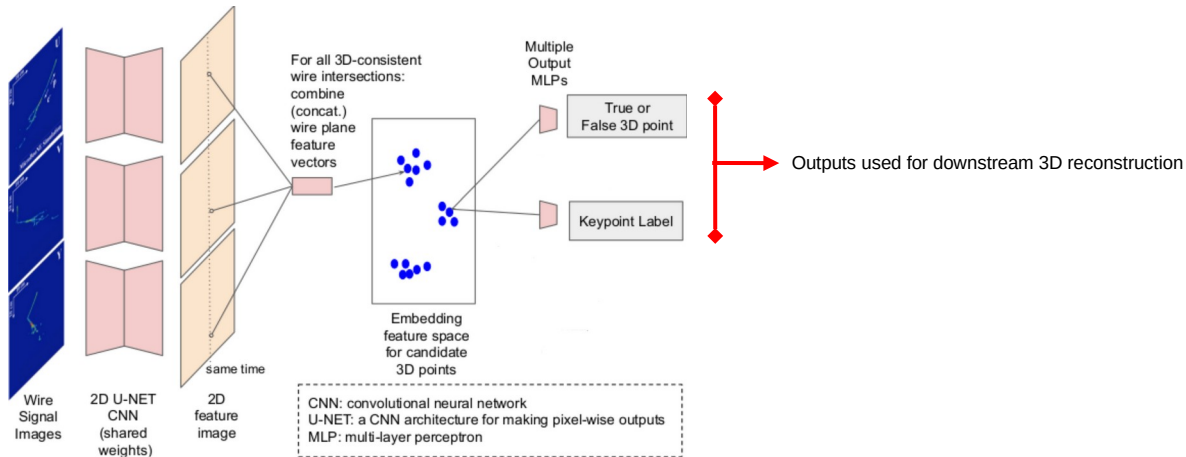 U
V
Y
MicroBooNE Simulation
For all 3D-consistent
wire intersections:
combine
(concat.)
wire plane
feature
vectors
Multiple
Output
MLPs
True or
False 3D point
Keypoint Label
Outputs used for downstream 3D reconstruction
Embedding
feature space
for candidate
3D points
same time
Wire
Signal
Images
2D U-NET
CNN
(shared
weights)
2D
feature
image
CNN: convolutional neural network
U-NET: a CNN architecture for making pixel-wise outputs
MLP: multi-layer perceptron